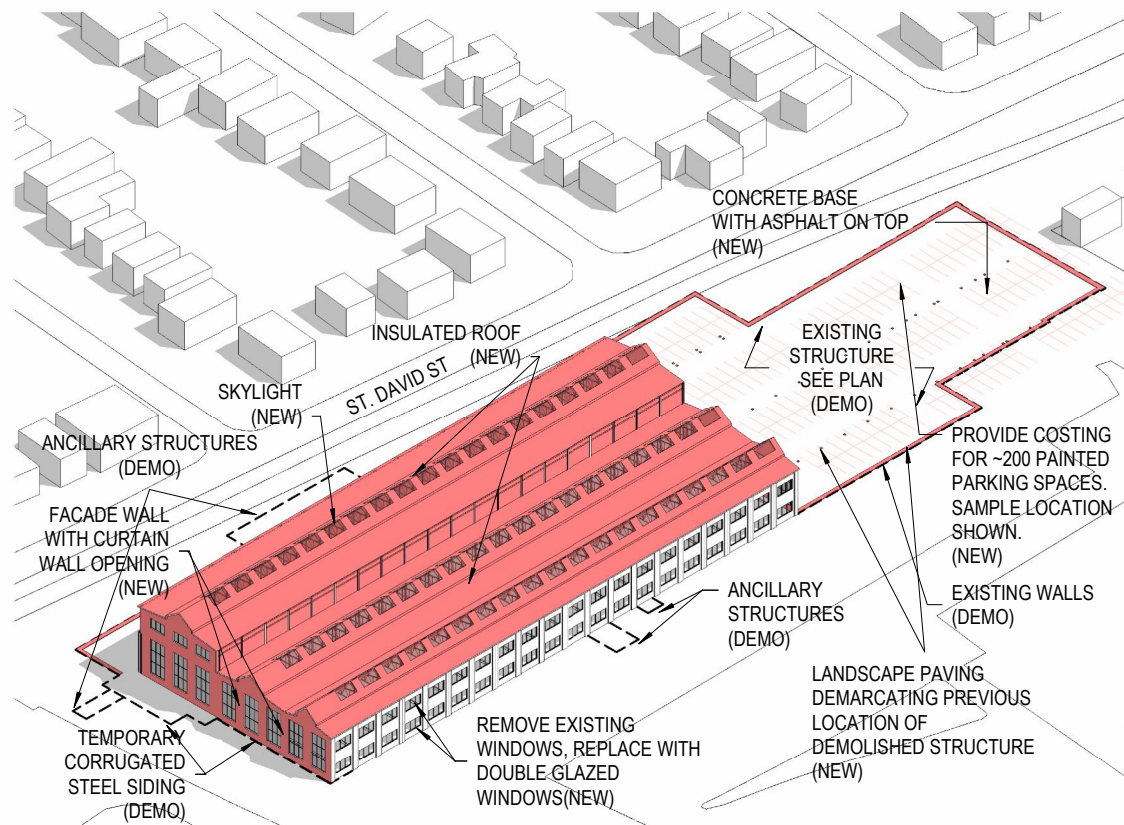 CONCRETE BASE
WITH ASPHALT ON TOP
(NEW)
INSULATED ROOF
(NEW)
EXISTING
STRUCTURE
SEE PLAN
(DEMO)
SKYLIGHT
(NEW)
ST. DAVID ST
ANCILLARY STRUCTURES
(DEMO)
PROVIDE COSTING
FOR ~200 PAINTED
PARKING SPACES.
SAMPLE LOCATION
SHOWN.
(NEW)
FACADE WALL
WITH CURTAIN
WALL OPENING
(NEW)
ANCILLARY
STRUCTURES
(DEMO)
EXISTING WALLS
(DEMO)
LANDSCAPE PAVING
DEMARCATING PREVIOUS
LOCATION OF
DEMOLISHED STRUCTURE
(NEW)
TEMPORARY
CORRUGATED
STEEL SIDING
(DEMO)
REMOVE EXISTING
WINDOWS, REPLACE WITH
DOUBLE GLAZED
WINDOWS(NEW)